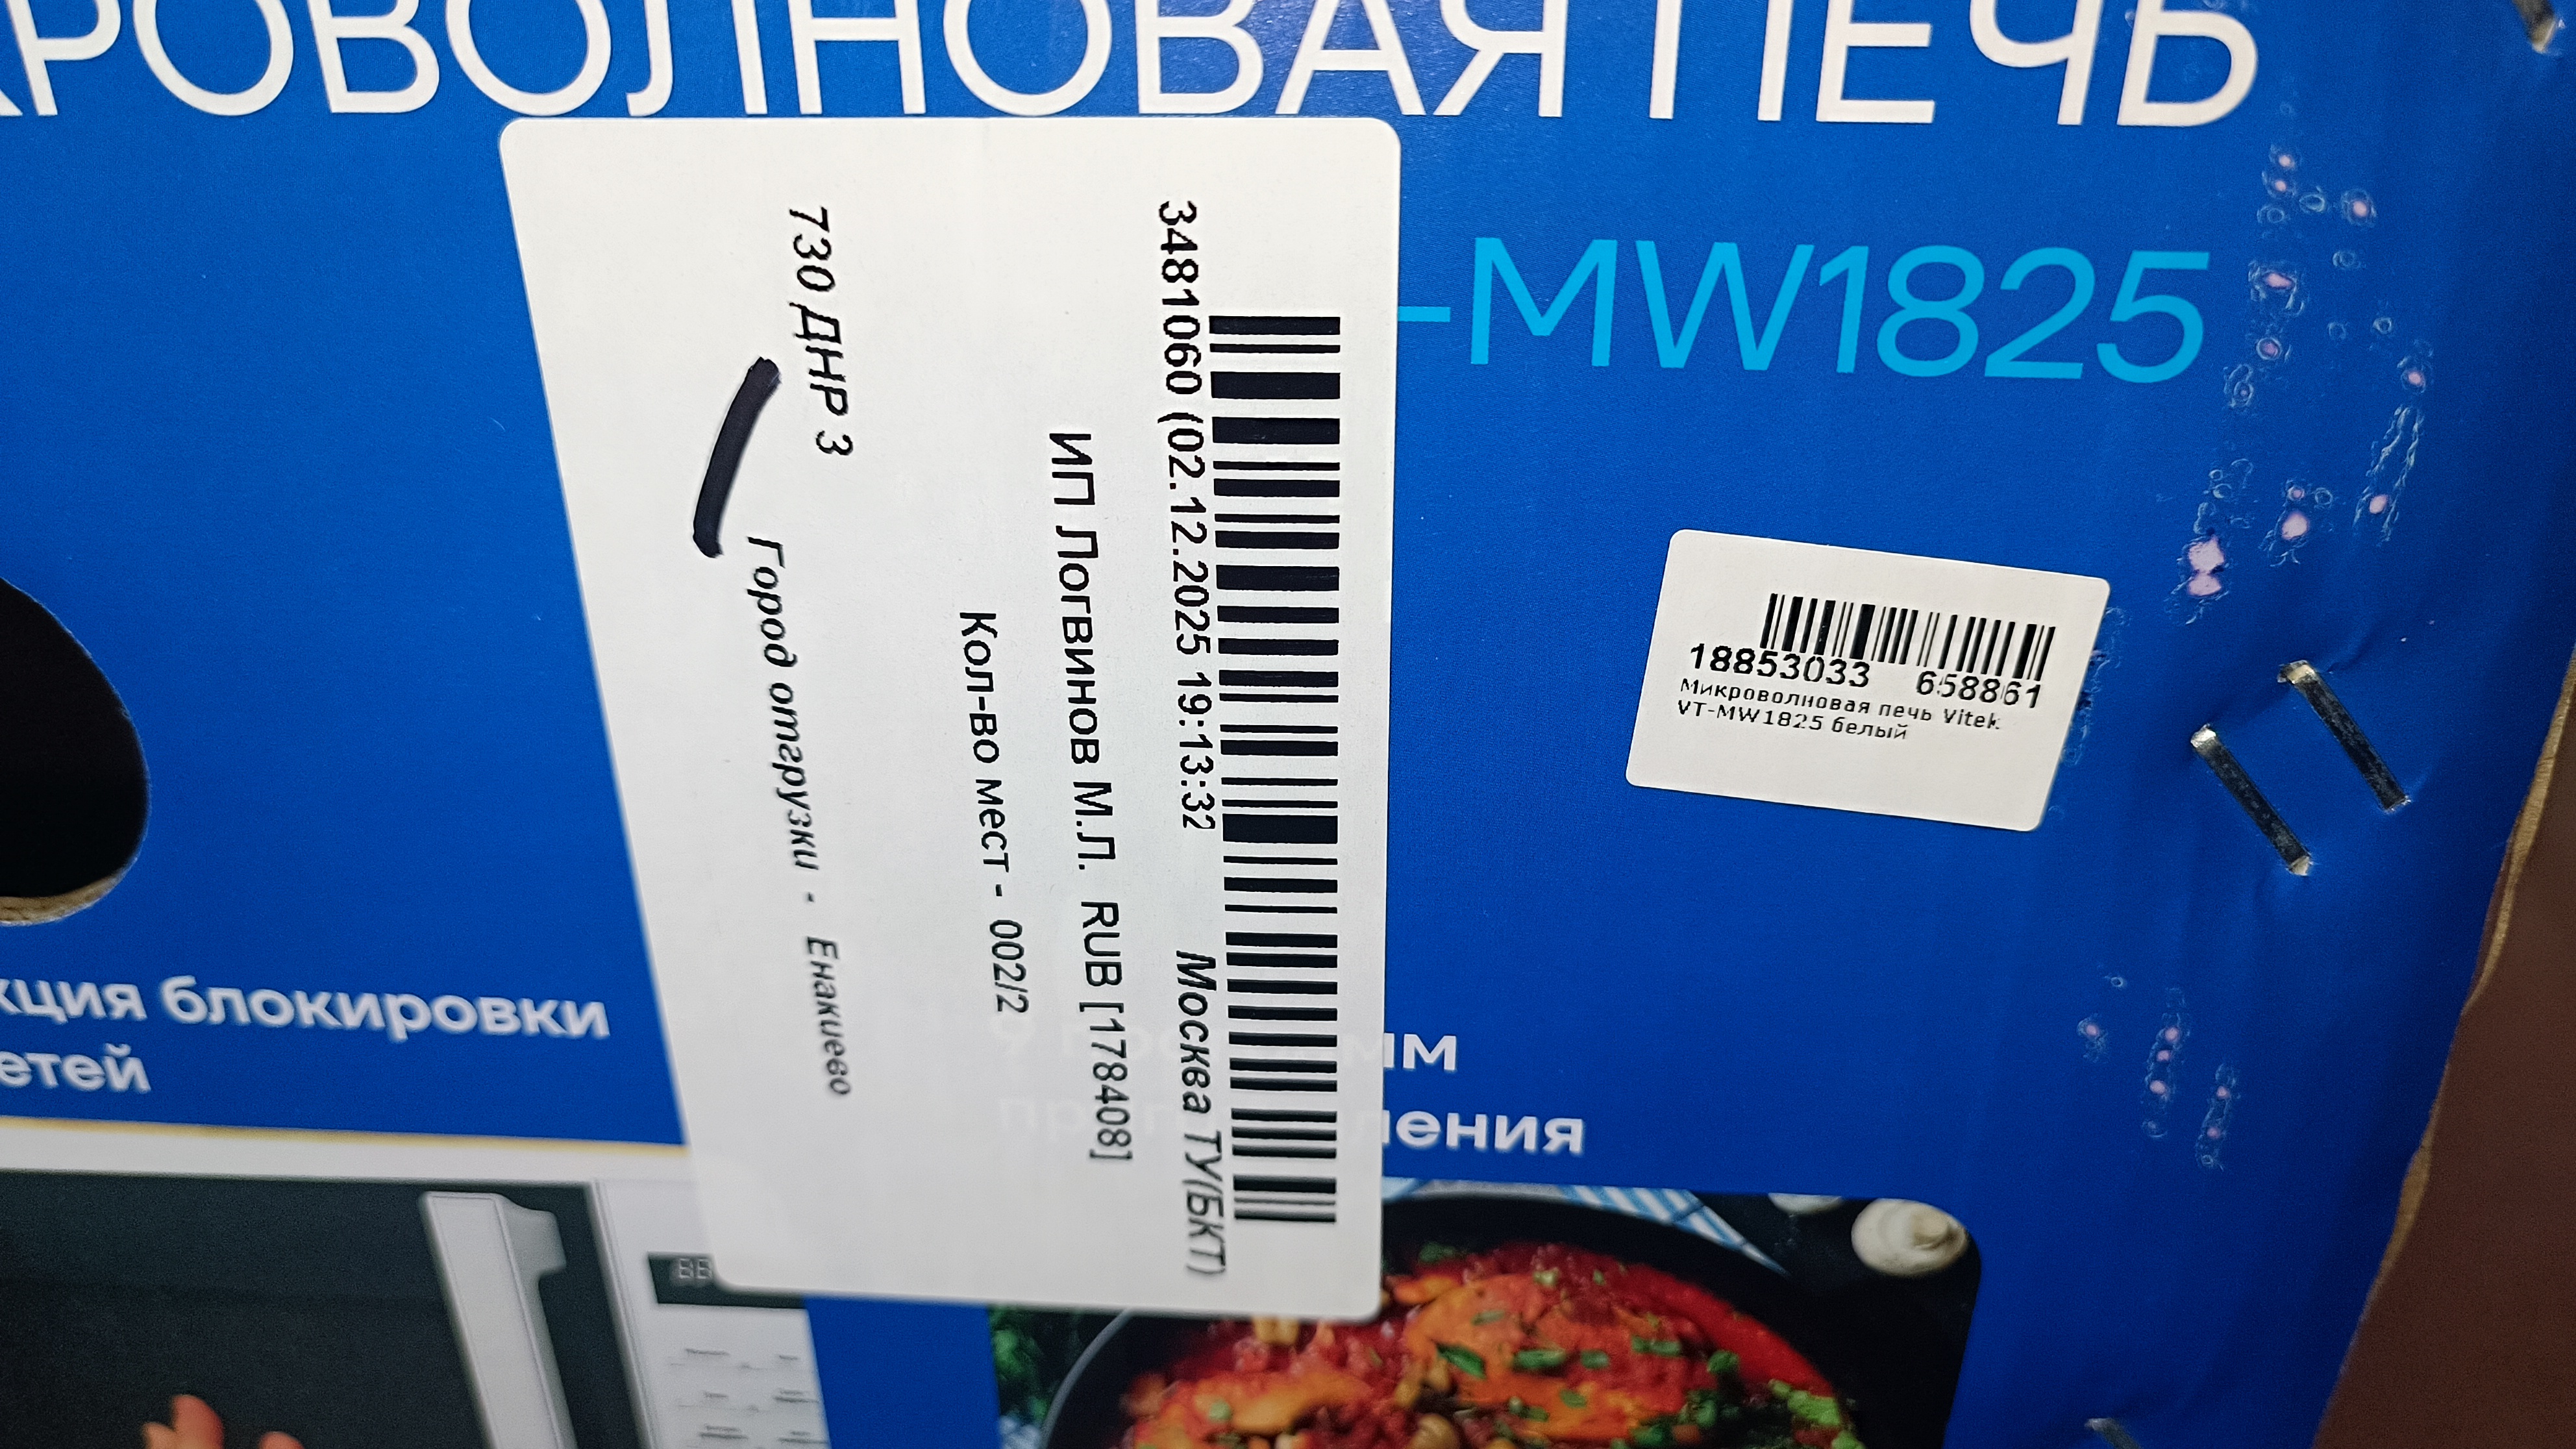 РОВОЛНОВАЯ ПЕЧЬ
-MW1825
3481060 (02.12.2025 19:13:32 Москва ТУ(БКТ)
ИП Логвинов М.Л. RUB [178408]
Кол-во мест - 002/2
730 ДНР 3
Город отгрузки - Енакиево
18853033 658861
Микроволновая печь Vitek
VT-MW1825 белый
кция блокировки
етей
мм
ления